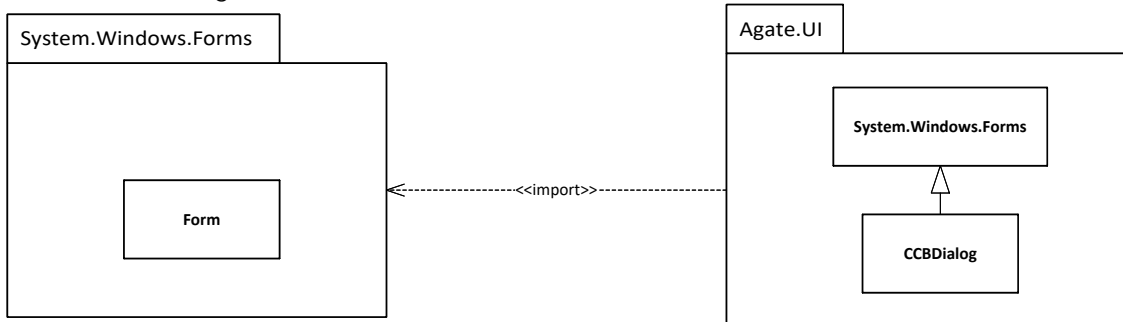 System.Windows.Forms
Agate.UI
System.Windows.Forms
<<import>>
Form
CCBDialog